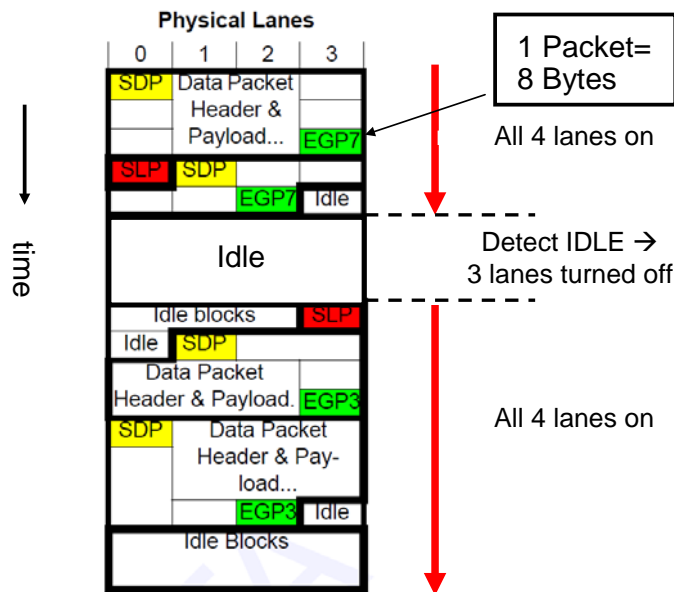 Physical Lanes
0 1 2 3
SDP Data Packet
Header &
Payload...
EGP7
SLP SDP
EGP7 Idle
Idle
Idle blocks SLP
Idle SDP
Data Packet
Header & Payload. EGP3
SDP Data Packet
Header & Pay-
load...
EGP3 Idle
Idle Blocks
time
1 Packet=
8 Bytes
All 4 lanes on
Detect IDLE →
3 lanes turned off
All 4 lanes on